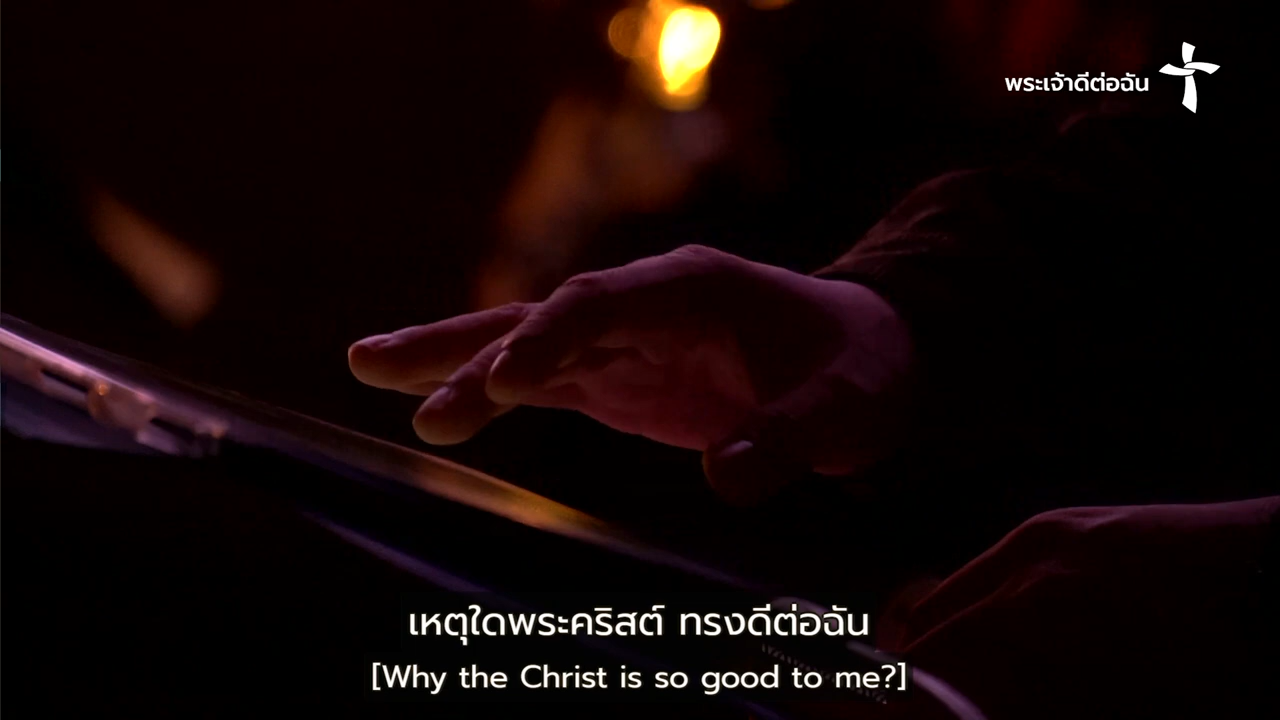 พระเจ้าดีต่อฉัน
เหตุใดพระคริสต์ ทรงดีต่อฉัน
[Why the Christ is so good to me?]